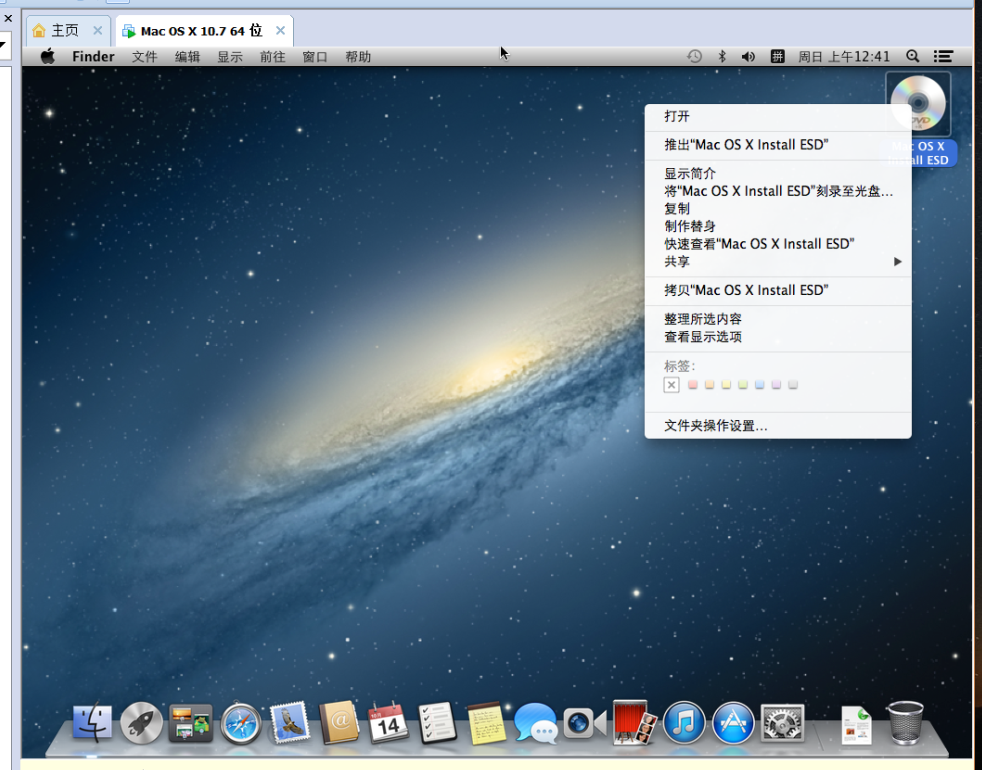 主页
Mac OS X 10.7 64 位
Finder 文件 编辑 显示 前往 窗口 帮助
拼 周日 上午12:41
打开
推出"Mac OS X Install ESD"
显示简介
将"Mac OS X Install ESD"刻录至光盘...
复制
制作替身
快速查看"Mac OS X Install ESD"
共享
拷贝"Mac OS X Install ESD"
整理所选内容
查看显示选项
标签:
文件夹操作设置...
DVD
Mac OS X
Install ESD
14